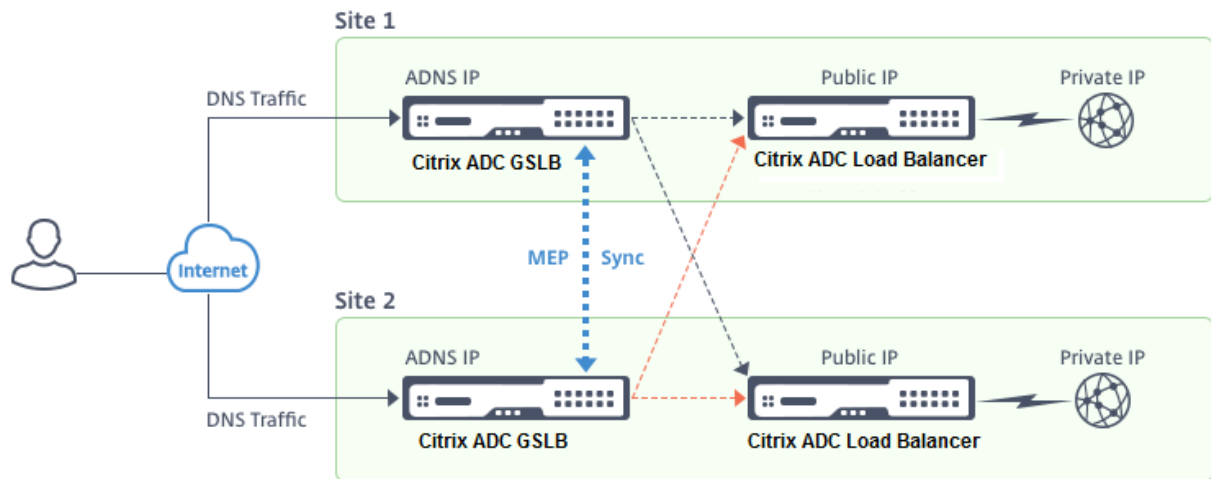 Site 1
ADNS IP
Public IP
Private IP
DNS Traffic
Citrix ADC GSLB
Citrix ADC Load Balancer
Internet
MEP Sync
Site 2
ADNS IP
Public IP
Private IP
DNS Traffic
Citrix ADC GSLB
Citrix ADC Load Balancer